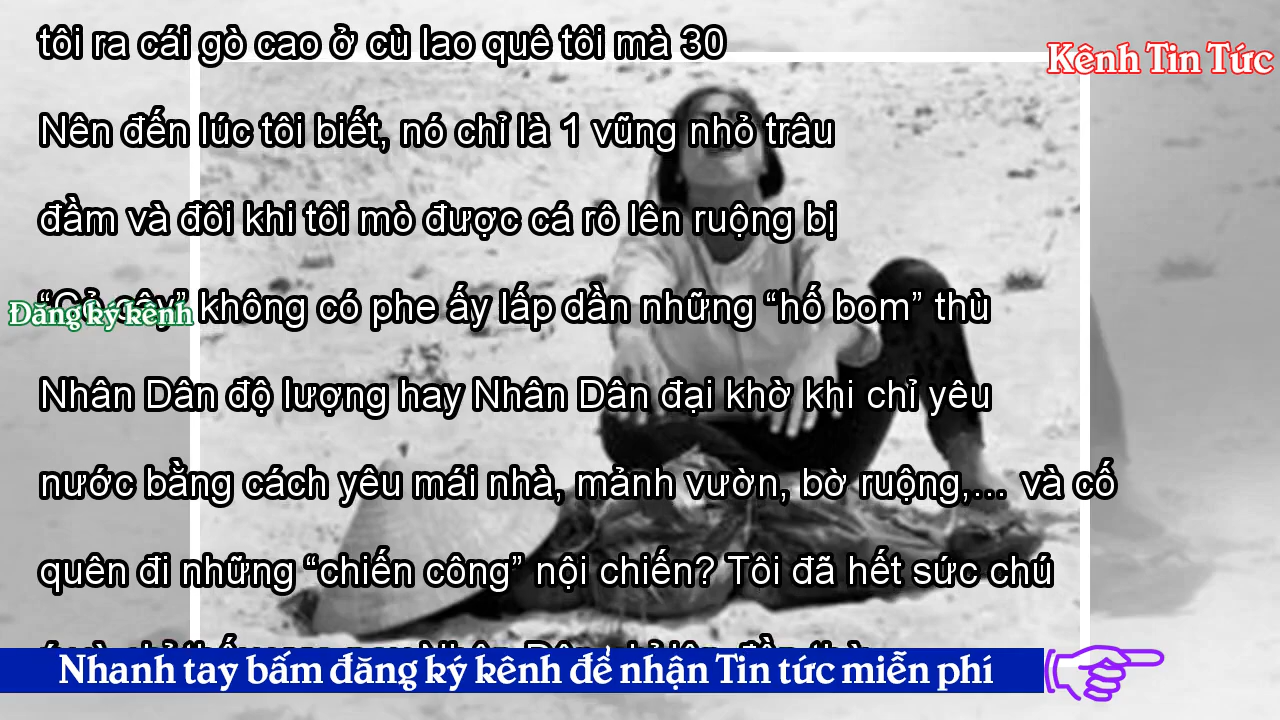 tôi ra cái gò cao ở cù lao quê tôi mà 30
Kênh Tin Tức
Nên đến lúc tôi biết, nó chỉ là 1 vũng nhỏ trâu
đầm và đôi khi tôi mò được cá rô lên ruộng bị
“Cỏ cây” không có phe ấy lấp dần những “hố bom” thù
Đăng ký kênh
Nhân Dân độ lượng hay Nhân Dân đại khờ khi chỉ yêu
nước bằng cách yêu mái nhà, mảnh vườn, bờ ruộng,... và cố
quên đi những “chiến công” nội chiến? Tôi đã hết sức chú
Nhanh tay bấm đăng ký kênh để nhận Tin tức miễn phí